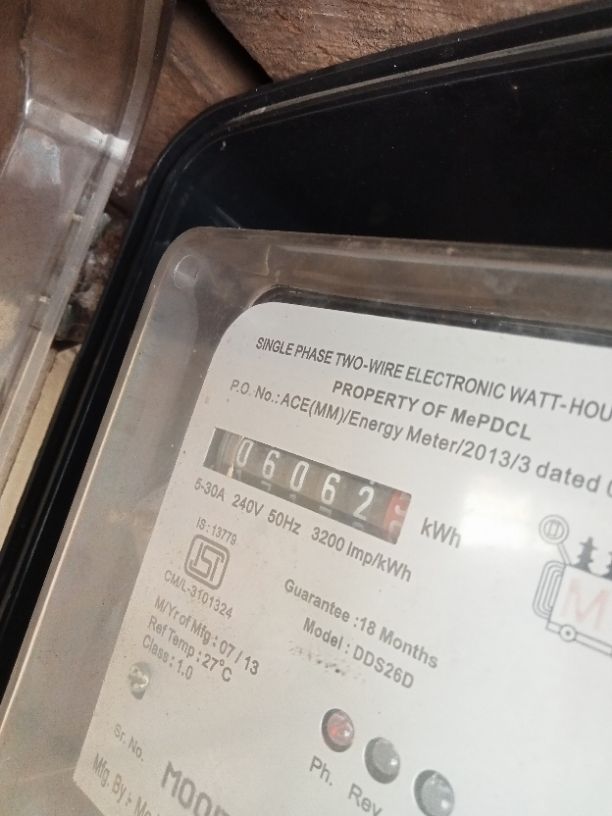 SINGLE PHASE TWO-WIRE ELECTRONIC WATT-HOU
PROPERTY OF MePDCL
P.O. No.: ACE(MM)/Energy Meter/2013/3 dated
06062 kWh
5-30A 240V 50Hz 3200 Imp/kWh
IS : 13779
ISI
CM/L-3101324
M/Yr of Mfg : 07 / 13
Ref Temp : 27°C
Class : 1.0
Guarantee : 18 Months
Model : DDS26D
M
Ph. Rev
Sr. No.
Mfg. By :-